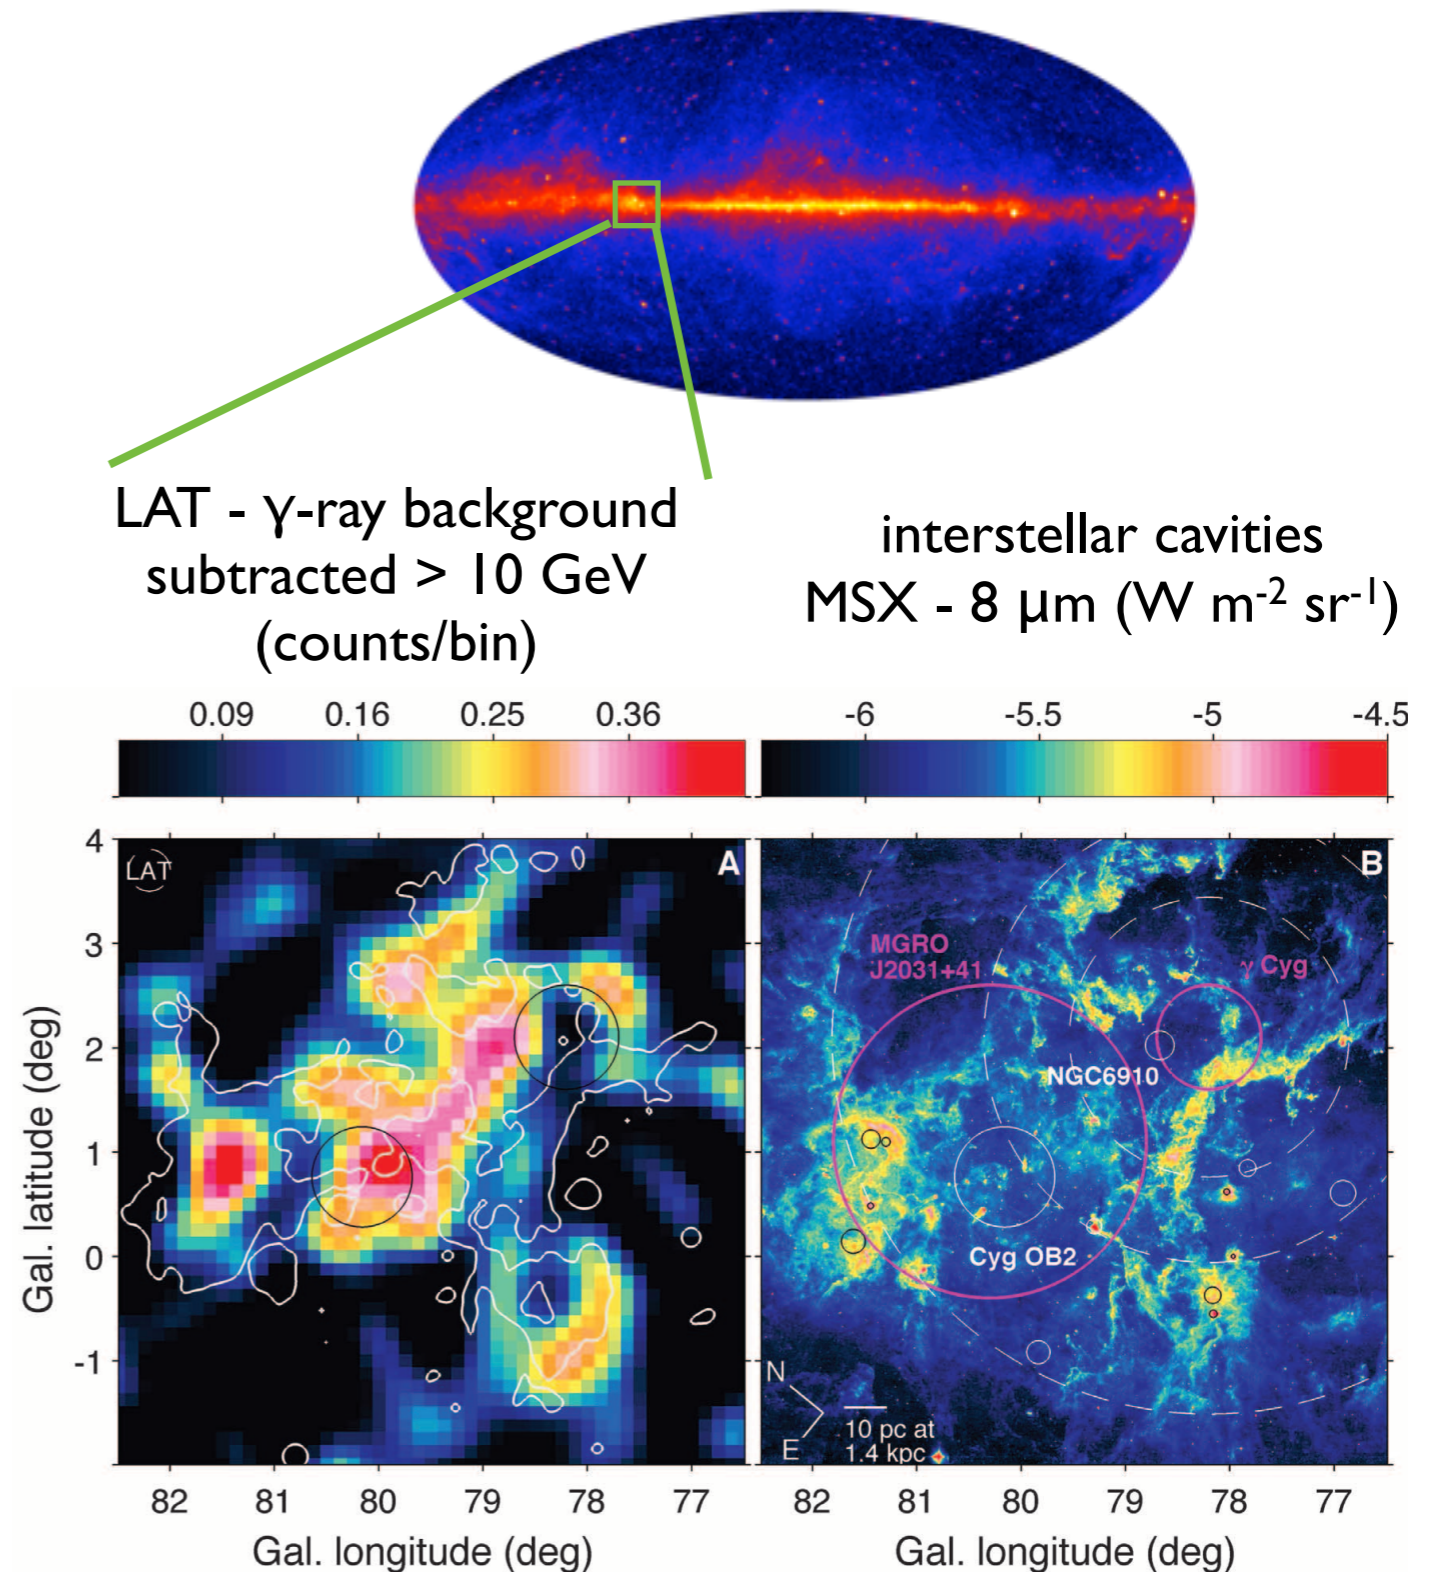 LAT - γ-ray background
subtracted > 10 GeV
(counts/bin)
interstellar cavities
MSX - 8 μm (W m-2 sr-1)
0.09 0.16 0.25 0.36
-6 -5.5 -5 -4.5
LAT
A
4
3
2
1
0
-1
Gal. latitude (deg)
82 81 80 79 78 77
Gal. longitude (deg)
B
MGRO
J2031+41
γ Cyg
NGC6910
Cyg OB2
N
E
10 pc at
1.4 kpc
82 81 80 79 78 77
Gal. longitude (deg)